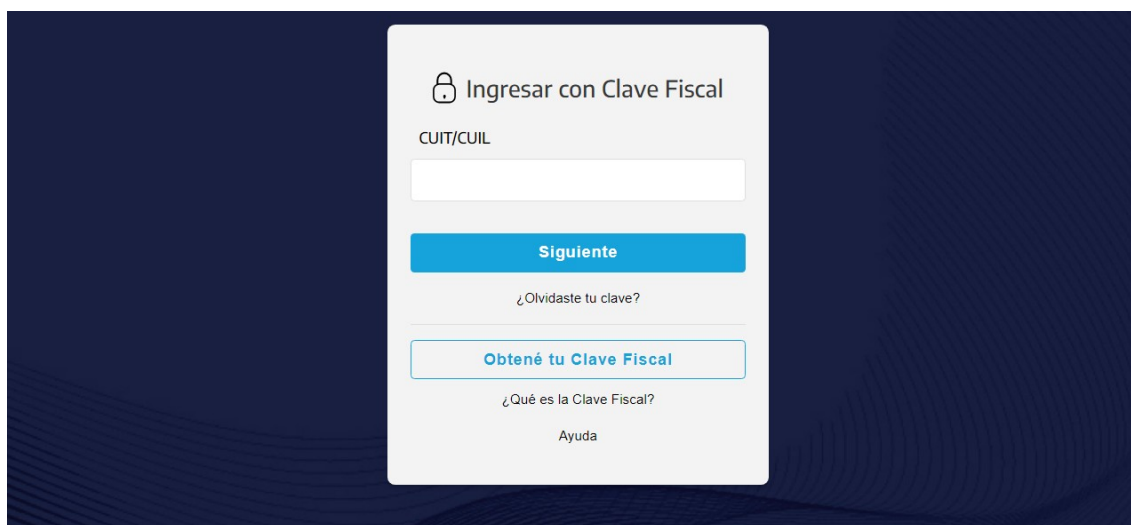 Ingresar con Clave Fiscal
CUIT/CUIL
Siguiente
¿Olvidaste tu clave?
Obtené tu Clave Fiscal
¿Qué es la Clave Fiscal?
Ayuda